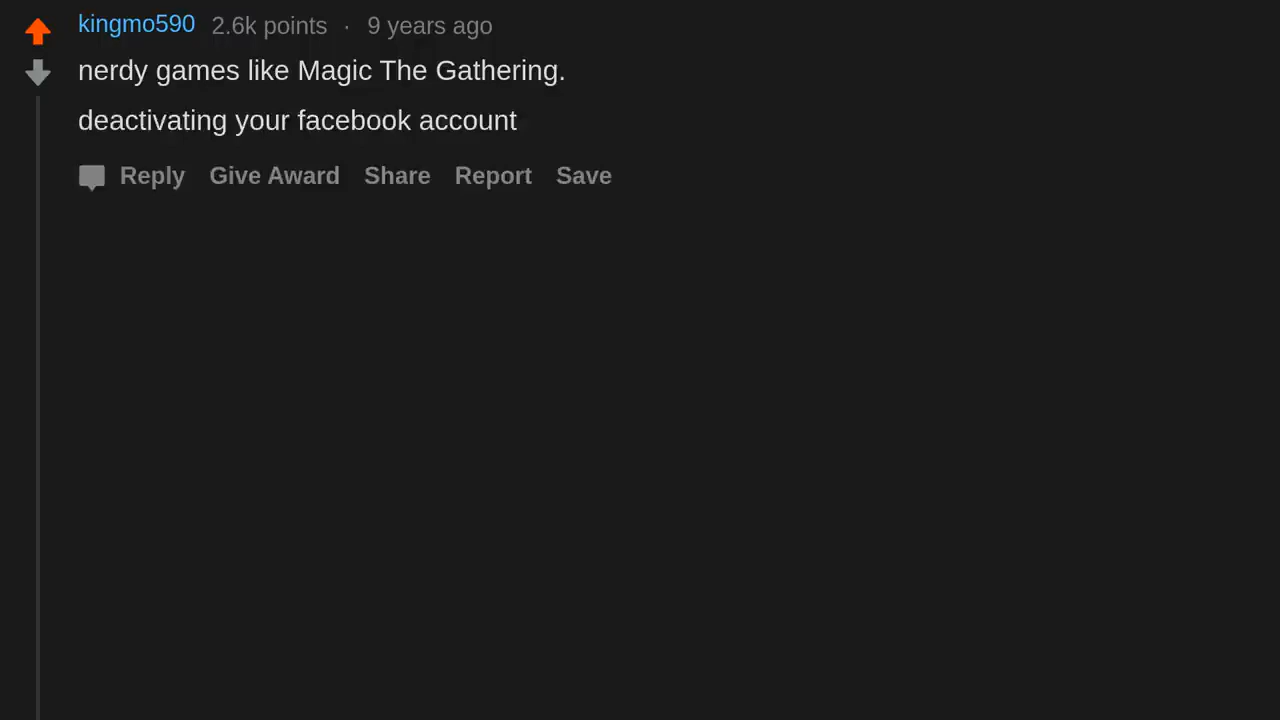 kingmo590 2.6k points · 9 years ago
nerdy games like Magic The Gathering.
deactivating your facebook account
Reply Give Award Share Report Save